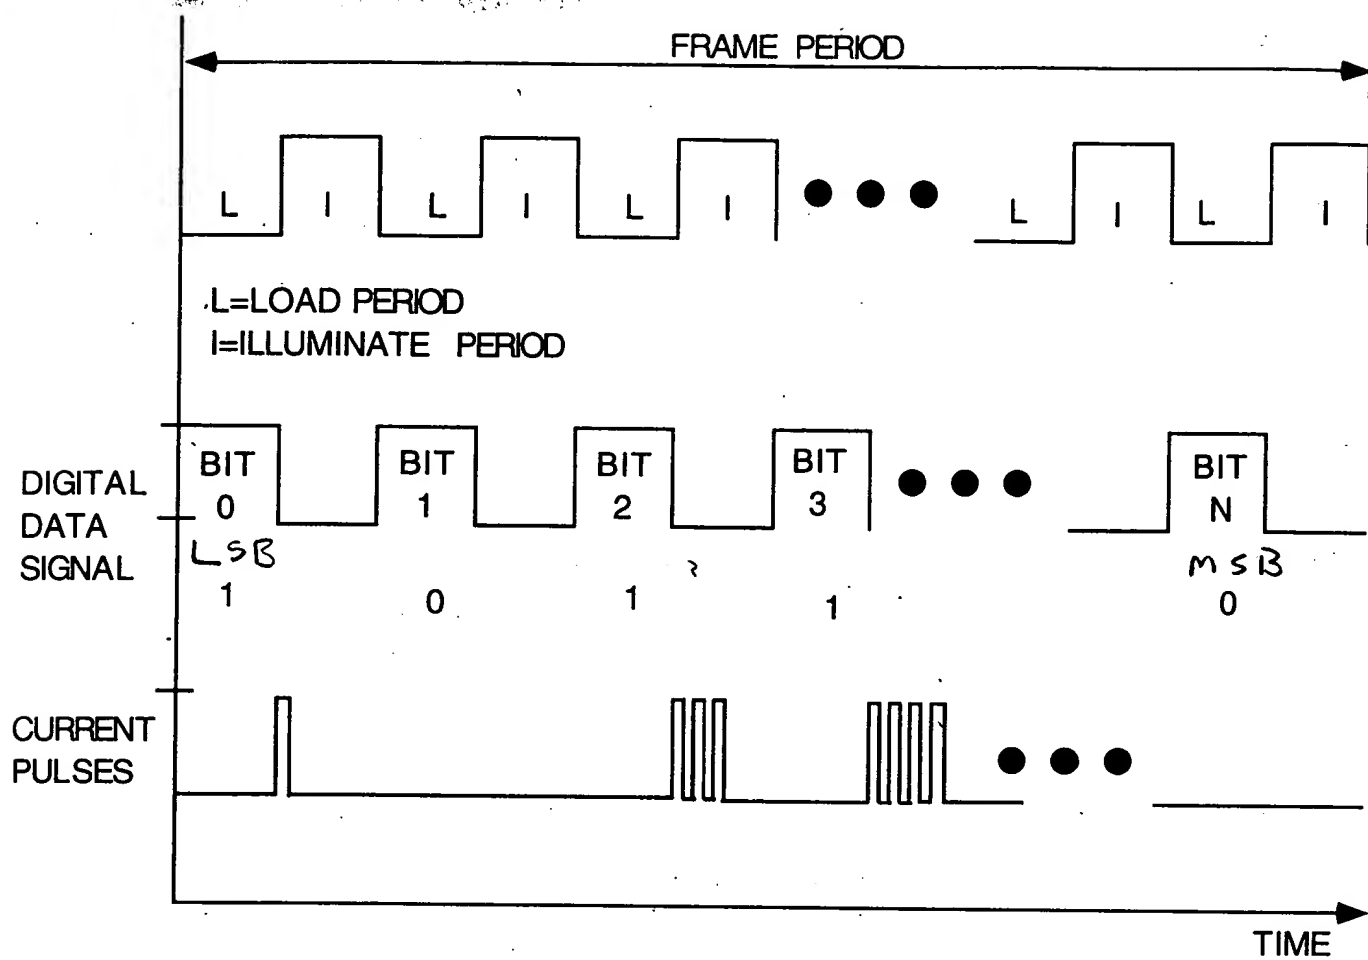 FRAME PERIOD
L I L I L I L I L I
L=LOAD PERIOD
I=ILLUMINATE PERIOD
DIGITAL
DATA
SIGNAL
BIT
0
BIT
1
BIT
2
BIT
3
BIT
N
LSB
MSB
1 0 1 1 0
CURRENT
PULSES
TIME